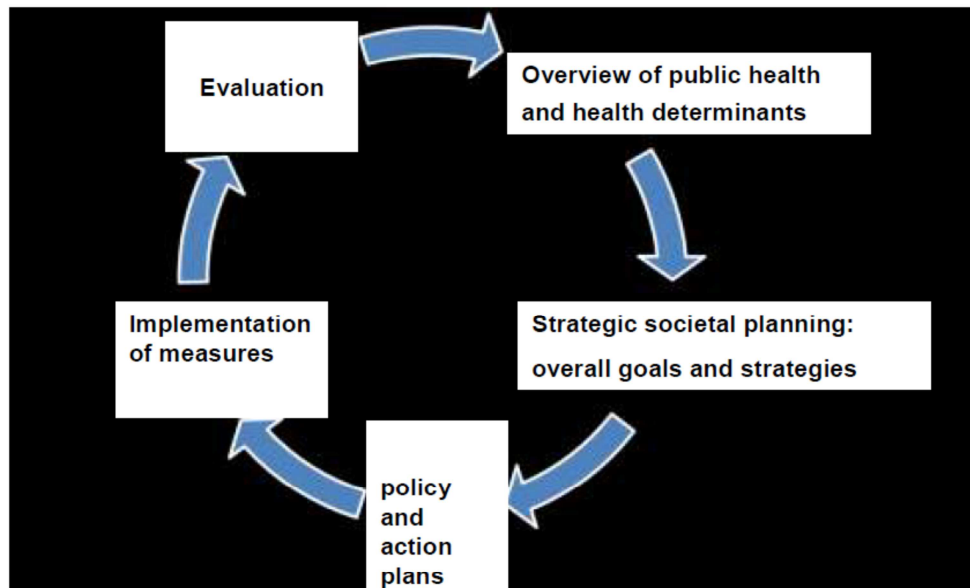 Evaluation
Overview of public health
and health determinants
Strategic societal planning:
overall goals and strategies
policy
and
action
plans
Implementation
of measures